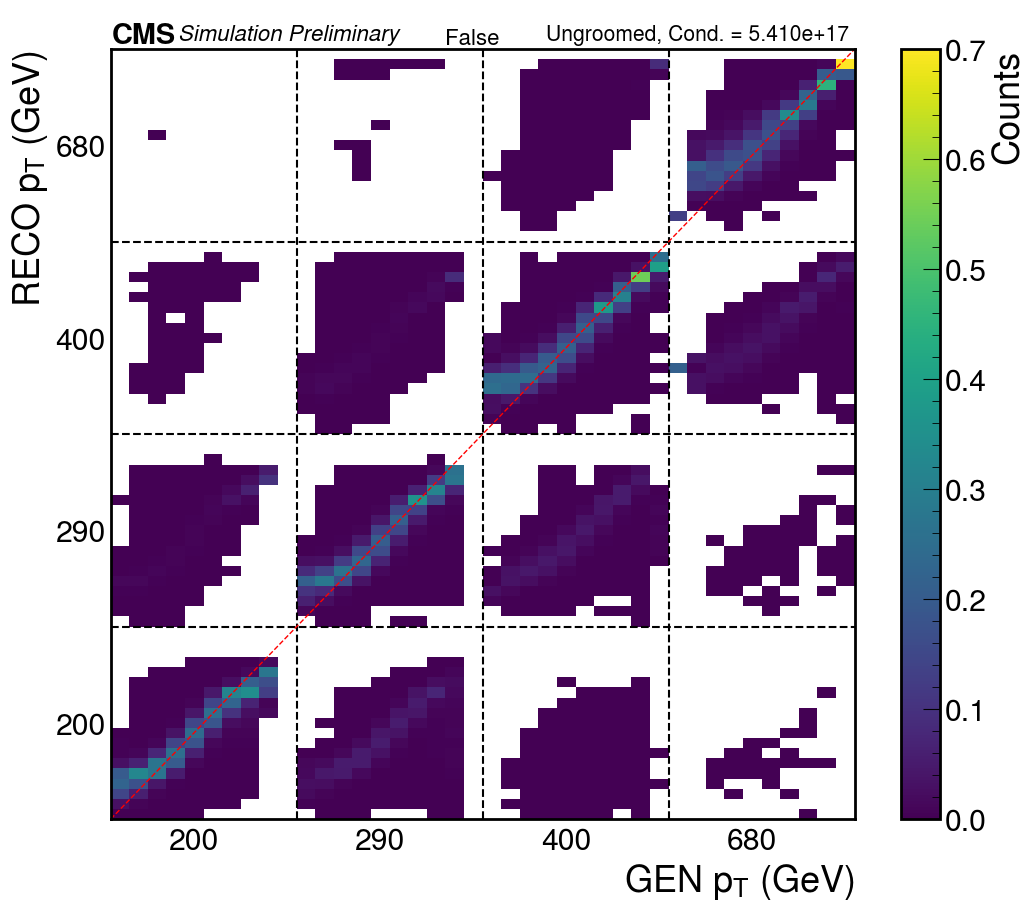 CMS Simulation Preliminary False Ungroomed, Cond. = 5.410e+17
RECO pT (GeV)
680
400
290
200
200 290 400 680
GEN pT (GeV)
0.7
0.6
0.5
0.4
0.3
0.2
0.1
0.0
Counts